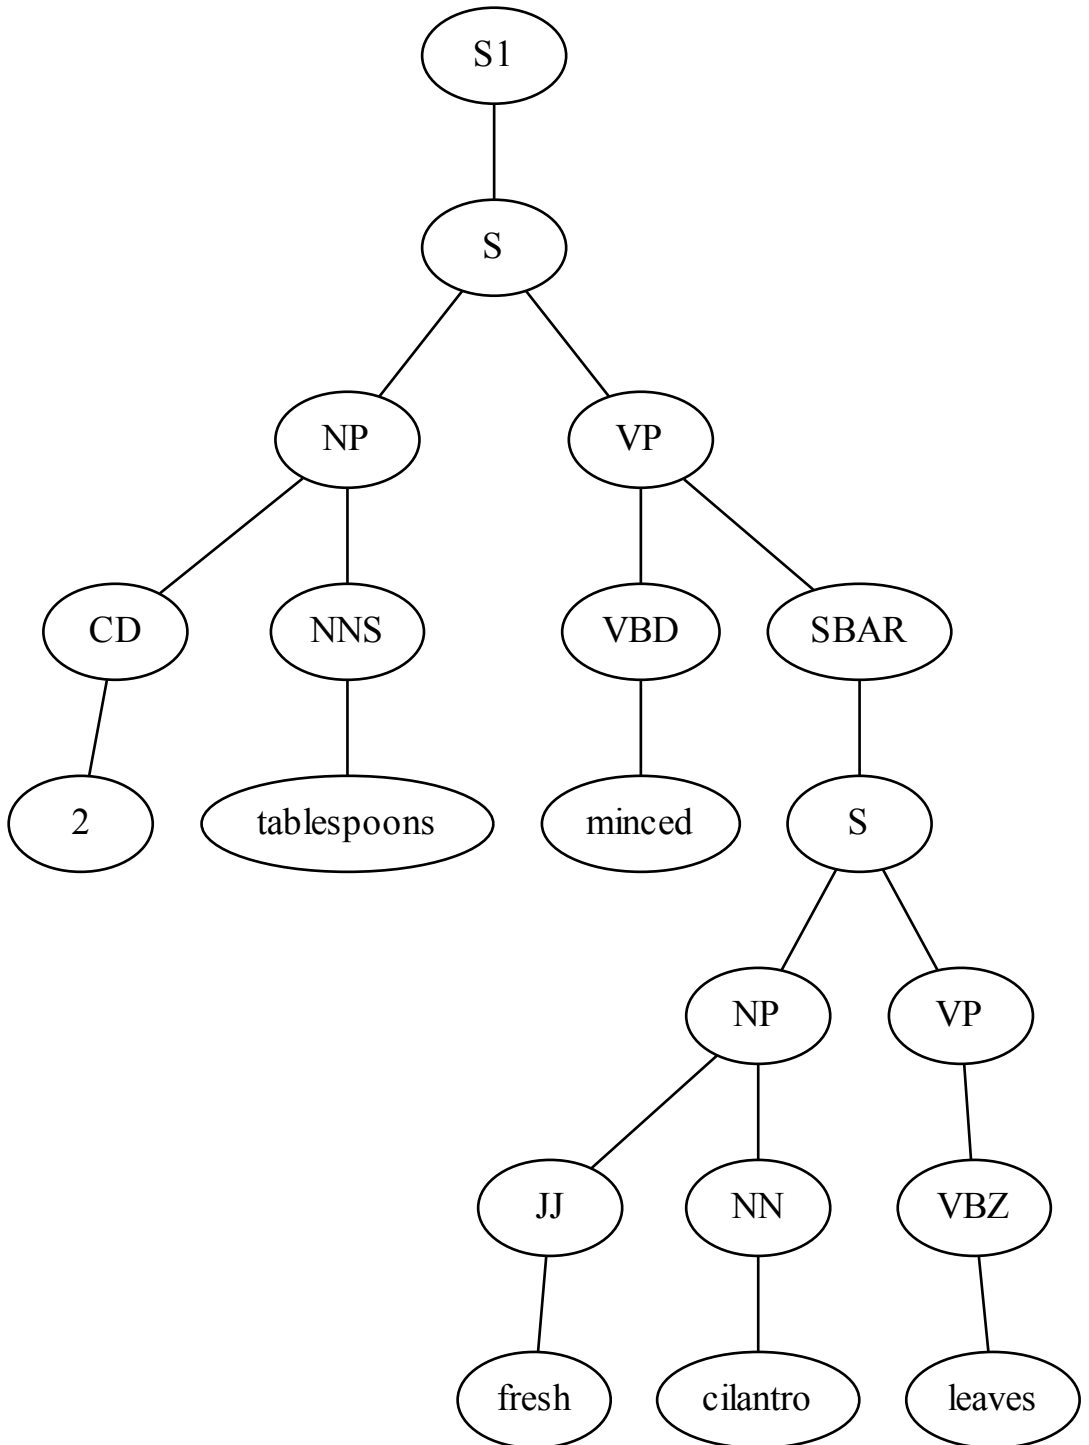 S1
S
NP VP
CD NNS VBD SBAR
2 tablespoons minced S
NP VP
JJ NN VBZ
fresh cilantro leaves